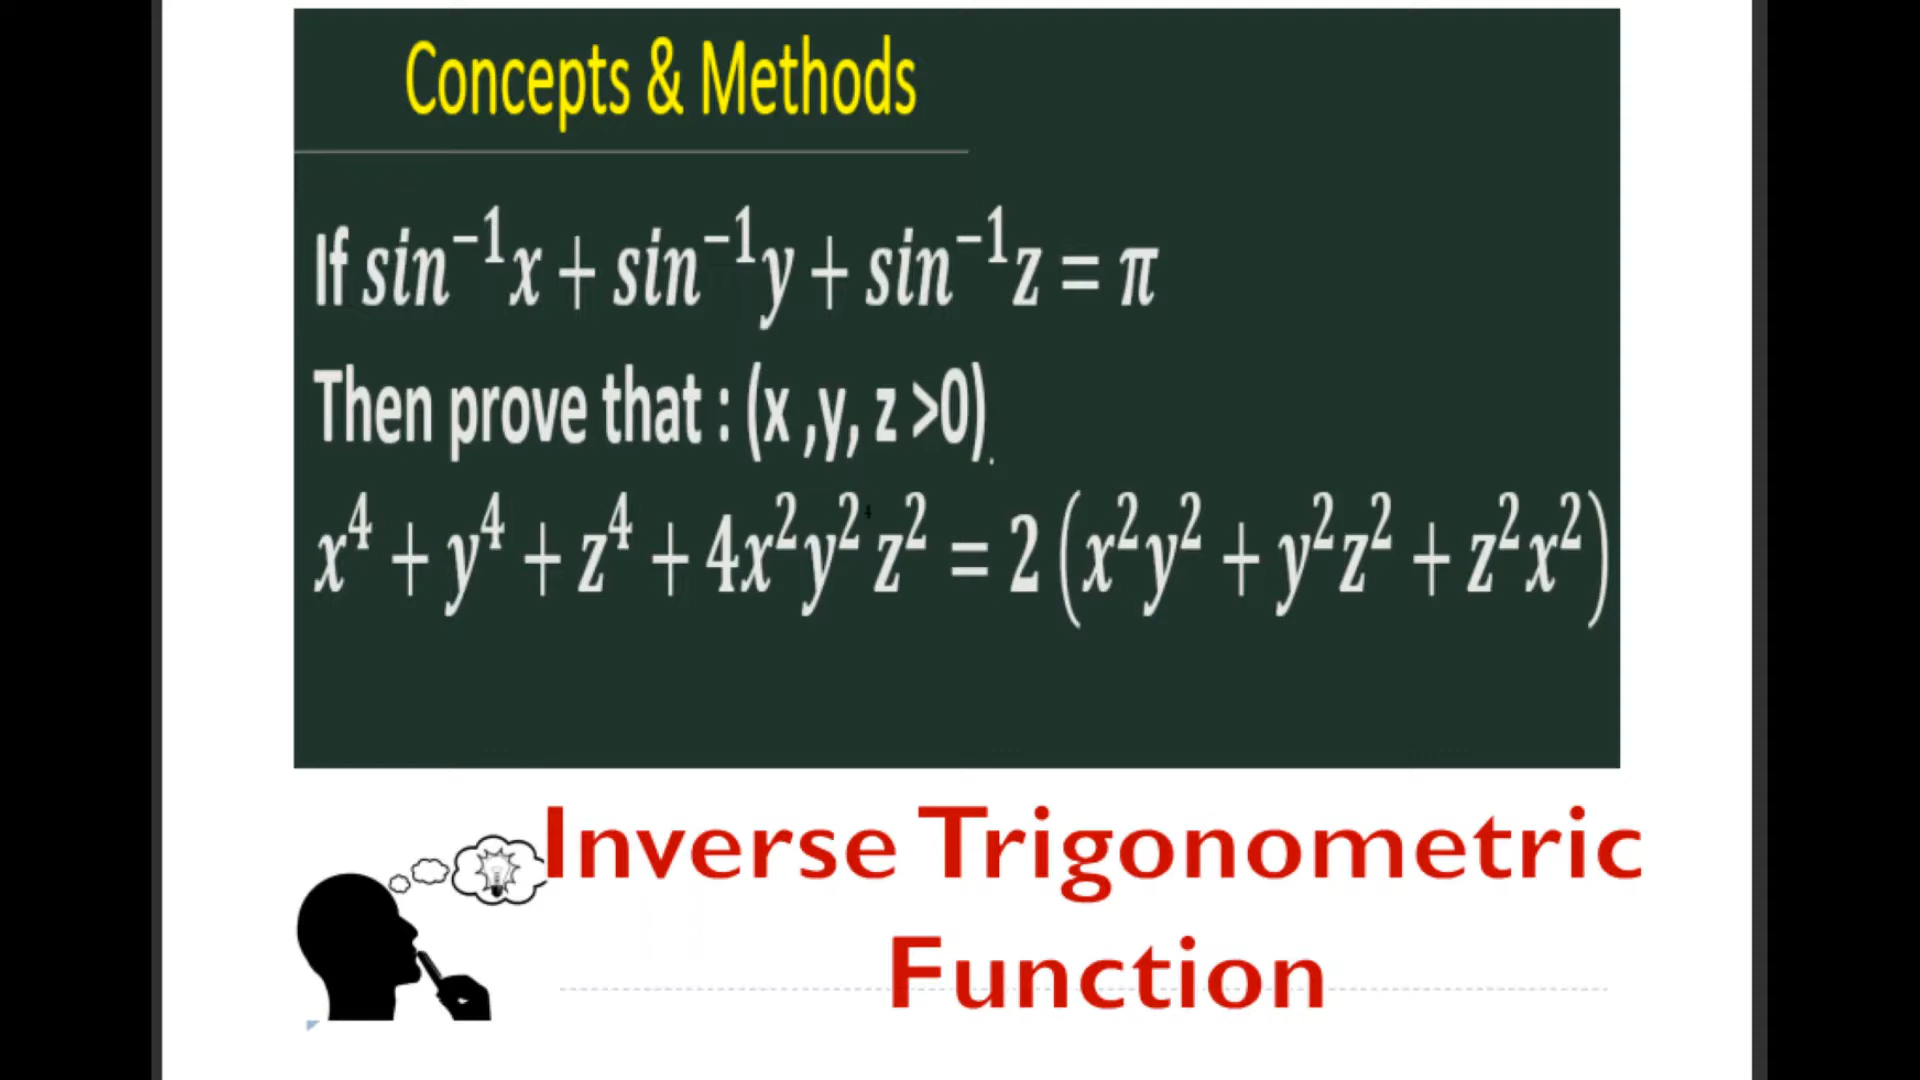 Concepts & Methods
If sin⁻¹x + sin⁻¹y + sin⁻¹z = π
Then prove that : (x ,y, z >0).
x⁴ + y⁴ + z⁴ + 4x²y²z² = 2(x²y² + y²z² + z²x²)
Inverse Trigonometric
Function